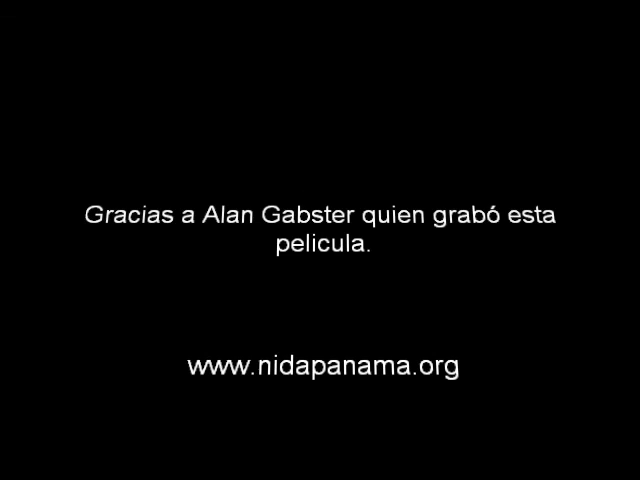 Gracias a Alan Gabster quien grabó esta
pelicula.
www.nidapanama.org